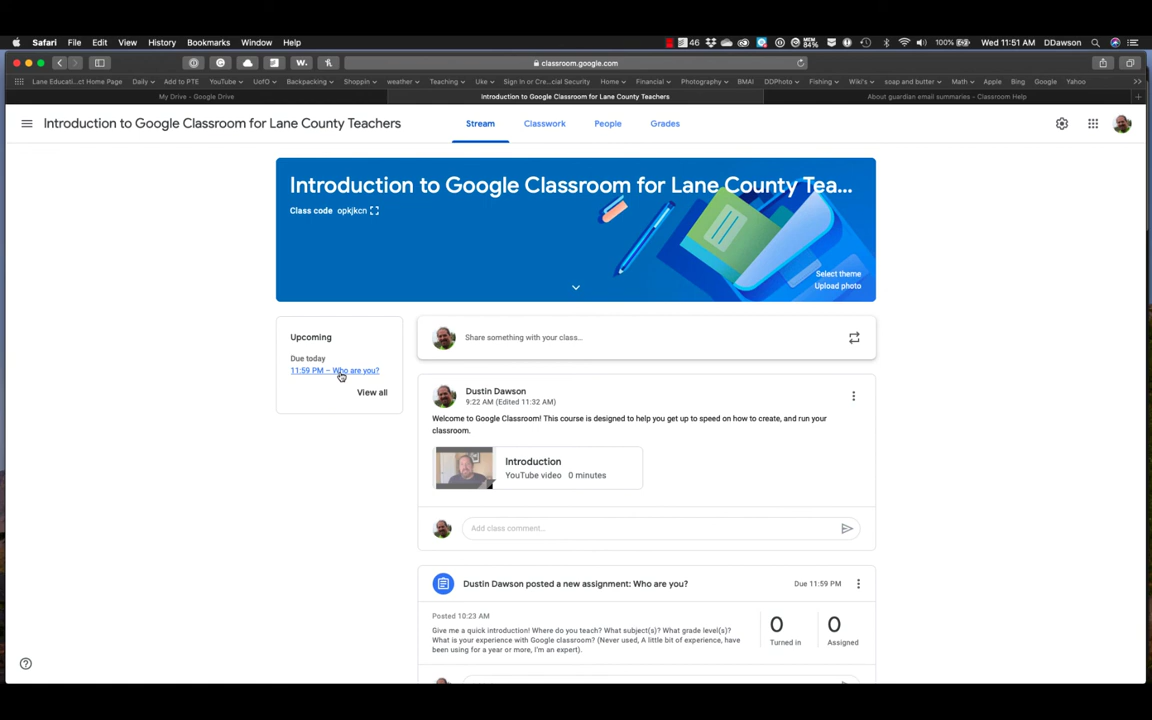 Safari File Edit View History Bookmarks Window Help 46 MEM 84% 100% Wed 11:51 AM DDawson
classroom.google.com
Lane Educati...ct Home Page Daily Add to PTE YouTube UofO Backpacking Shoppin weather Teaching Uke Sign In or Cre...cial Security Home Financial Photography BMAI DDPhoto Fishing Wiki's soap and butter Math Apple Bing Google Yahoo
My Drive - Google Drive Introduction to Google Classroom for Lane County Teachers About guardian email summaries - Classroom Help
Introduction to Google Classroom for Lane County Teachers Stream Classwork People Grades
Introduction to Google Classroom for Lane County Tea...
Class code opkjkcn
Select theme
Upload photo
Upcoming
Due today
11:59 PM – Who are you?
View all
Share something with your class...
Dustin Dawson
9:22 AM (Edited 11:32 AM)
Welcome to Google Classroom! This course is designed to help you get up to speed on how to create, and run your
classroom.
Introduction
YouTube video 0 minutes
Add class comment...
Dustin Dawson posted a new assignment: Who are you? Due 11:59 PM
Posted 10:23 AM
Give me a quick introduction! Where do you teach? What subject(s)? What grade level(s)?
What is your experience with Google classroom? (Never used, A little bit of experience, have
been using for a year or more, I'm an expert).
0 0
Turned in Assigned